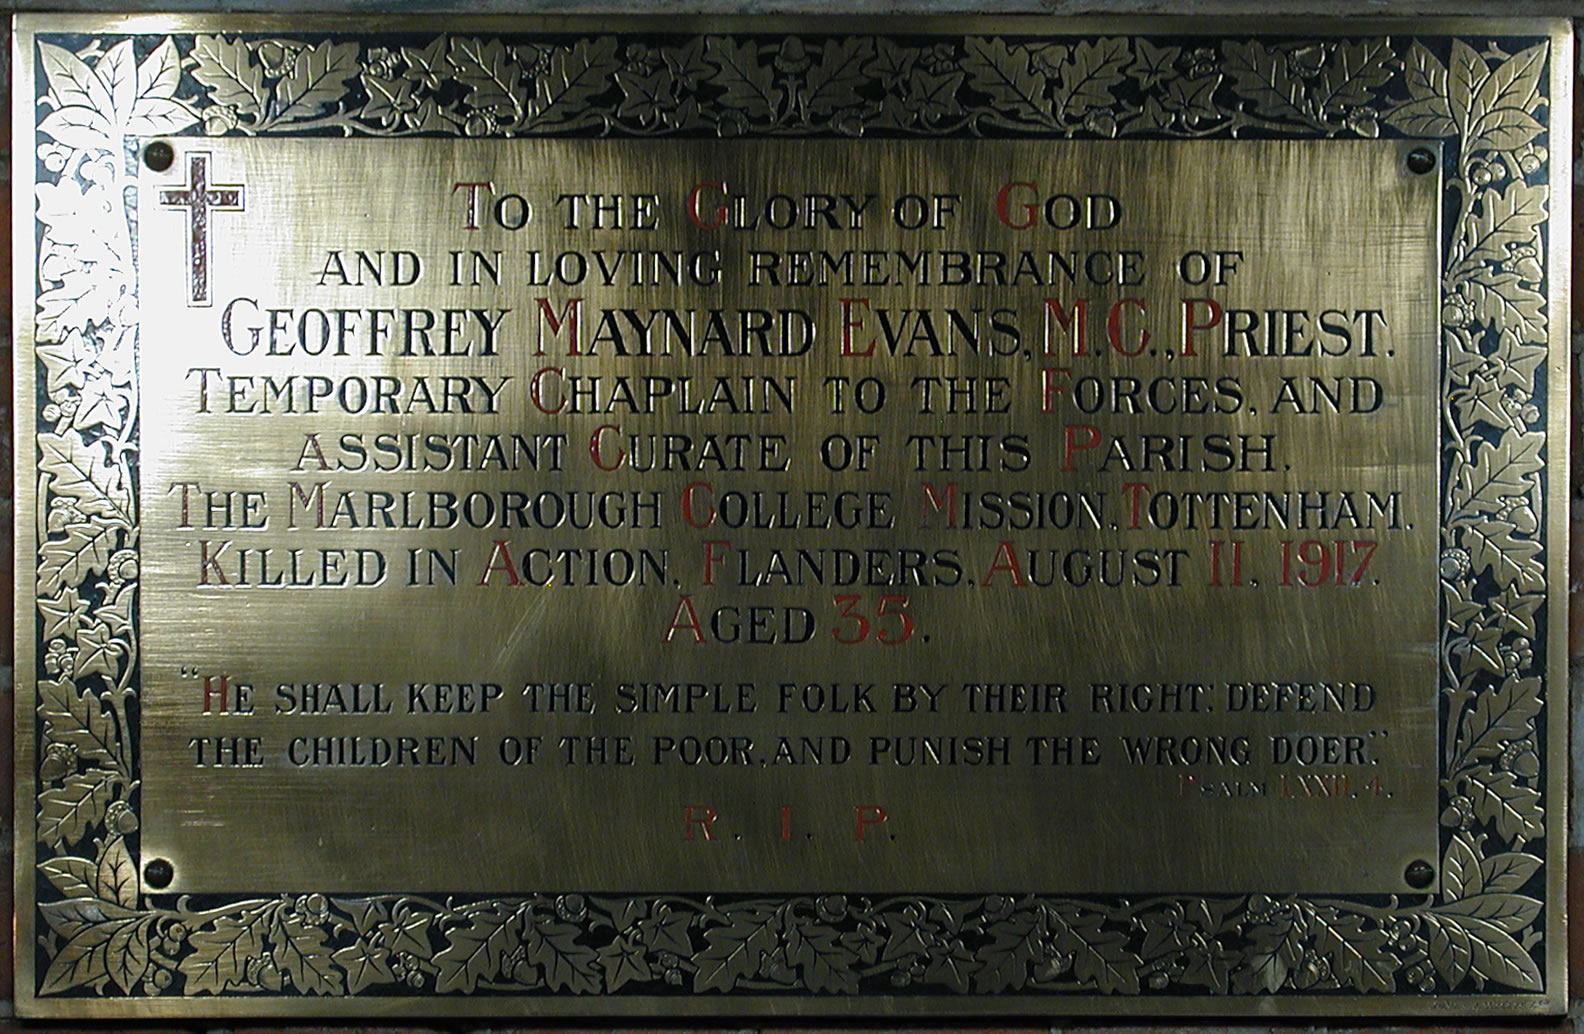 To the Glory of God
and in loving remembrance of
Geoffrey Maynard Evans, M.C., Priest.
Temporary Chaplain to the Forces, and
assistant Curate of this Parish.
The Marlborough College Mission, Tottenham.
Killed in Action, Flanders, August 11, 1917.
Aged 35.
"He shall keep the simple folk by their right: defend
the children of the poor, and punish the wrong doer."
Psalm LXXII. 4.
R. I. P.